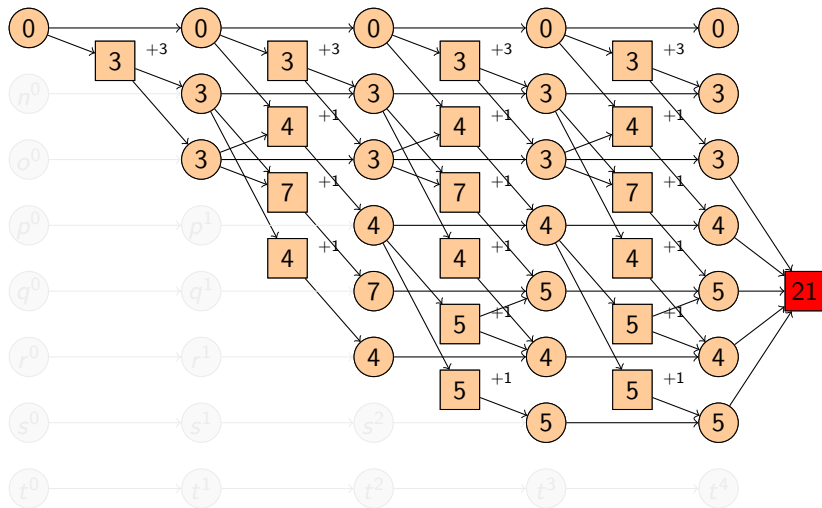 0 0 0 0 0
3 +3 3 +3 3 +3 3 +3
n⁰ 3 3 3 3
4 +1 4 +1 4 +1
o⁰ 3 3 3 3
7 +1 7 +1 7 +1
p⁰ p¹ 4 4 4
4 +1 4 4
q⁰ q¹ 7 5 5 21
5 +1 5 +1
r⁰ r¹ 4 4 4
5 +1 5 +1
s⁰ s¹ s² 5 5
t⁰ t¹ t² t³ t⁴